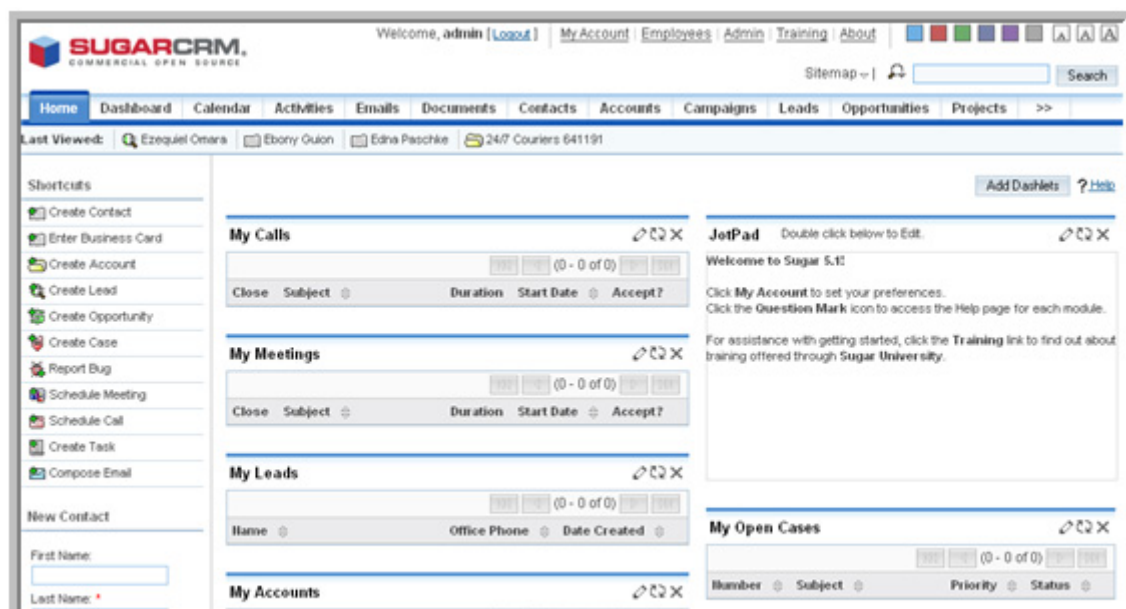 Welcome, admin [ Logout ] My Account Employees Admin Training About A A A
SUGARCRM.
COMMERCIAL OPEN SOURCE
Sitemap | Search
Home Dashboard Calendar Activities Emails Documents Contacts Accounts Campaigns Leads Opportunities Projects >>
Last Viewed: Ezequiel Omara Ebony Guion Edna Paschke 24/7 Couriers 641191
Shortcuts
Create Contact
Enter Business Card
Create Account
Create Lead
Create Opportunity
Create Case
Report Bug
Schedule Meeting
Schedule Call
Create Task
Compose Email
New Contact
First Name:
Last Name: *
Add Dashlets ? Help
My Calls
(0 - 0 of 0)
Close Subject Duration Start Date Accept?
My Meetings
(0 - 0 of 0)
Close Subject Duration Start Date Accept?
My Leads
(0 - 0 of 0)
Name Office Phone Date Created
My Accounts
JotPad Double click below to Edit.
Welcome to Sugar 5.1!
Click My Account to set your preferences.
Click the Question Mark icon to access the Help page for each module.
For assistance with getting started, click the Training link to find out about
training offered through Sugar University.
My Open Cases
(0 - 0 of 0)
Number Subject Priority Status